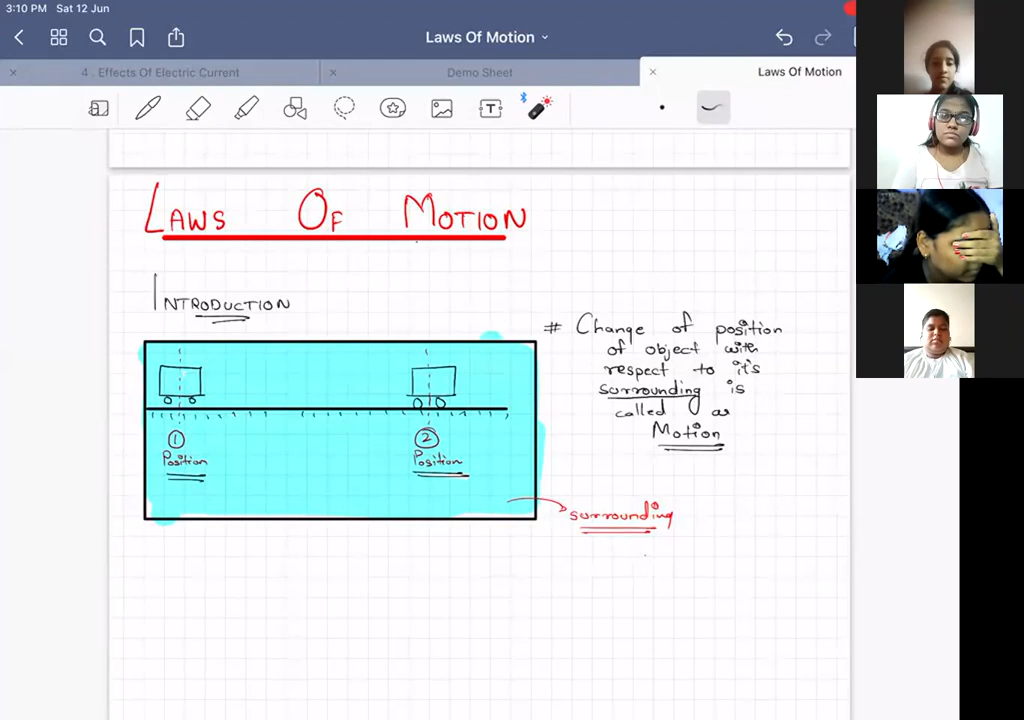 3:10 PM Sat 12 Jun
Laws Of Motion
4 . Effects Of Electric Current
Demo Sheet
Laws Of Motion
T
LAWS OF MOTION
INTRODUCTION
1
Position
2
Position
# Change of position
of object with
respect to it's
surrounding is
called as
Motion
surrounding